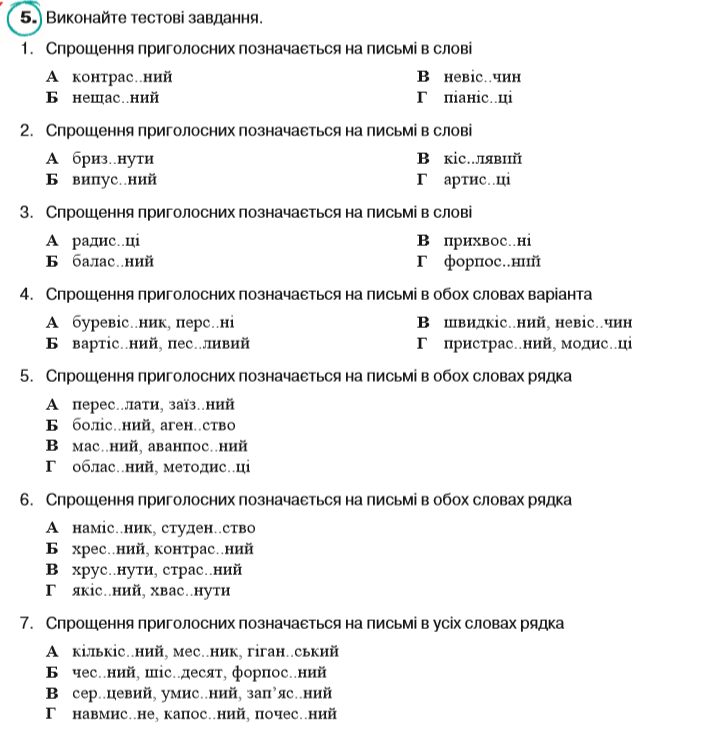 5. Виконайте тестові завдання.
1. Спрощення приголосних позначається на письмі в слові
А контрас..ний В невіс..чин
Б нещас..ний Г піаніс..ці
2. Спрощення приголосних позначається на письмі в слові
А бриз..нути В кіс..лявий
Б випус..ний Г артис..ці
3. Спрощення приголосних позначається на письмі в слові
А радис..ці В прихвос..ні
Б балас..ний Г форпос..ний
4. Спрощення приголосних позначається на письмі в обох словах варіанта
А буревіс..ник, перс..ні В швидкіс..ний, невіс..чин
Б вартіс..ний, пес..ливий Г пристрас..ний, модис..ці
5. Спрощення приголосних позначається на письмі в обох словах рядка
А перес..лати, заїз..ний
Б боліс..ний, аген..ство
В мас..ний, аванпос..ний
Г облас..ний, методис..ці
6. Спрощення приголосних позначається на письмі в обох словах рядка
А наміс..ник, студен..ство
Б хрес..ний, контрас..ний
В хрус..нути, страс..ний
Г якіс..ний, хвас..нути
7. Спрощення приголосних позначається на письмі в усіх словах рядка
А кількіс..ний, мес..ник, гіган..ський
Б чес..ний, шіс..десят, форпос..ний
В сер..цевий, умис..ний, зап’яс..ний
Г навмис..не, капос..ний, почес..ний